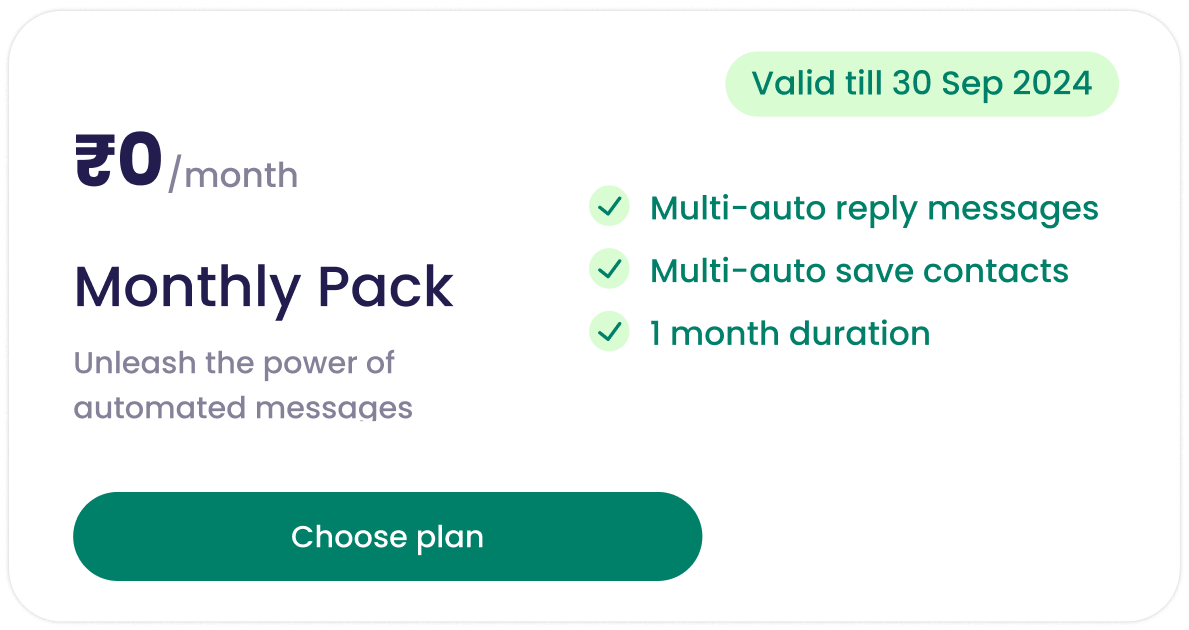 Valid till 30 Sep 2024
₹0/month
Monthly Pack
Unleash the power of
automated messages
Multi-auto reply messages
Multi-auto save contacts
1 month duration
Choose plan